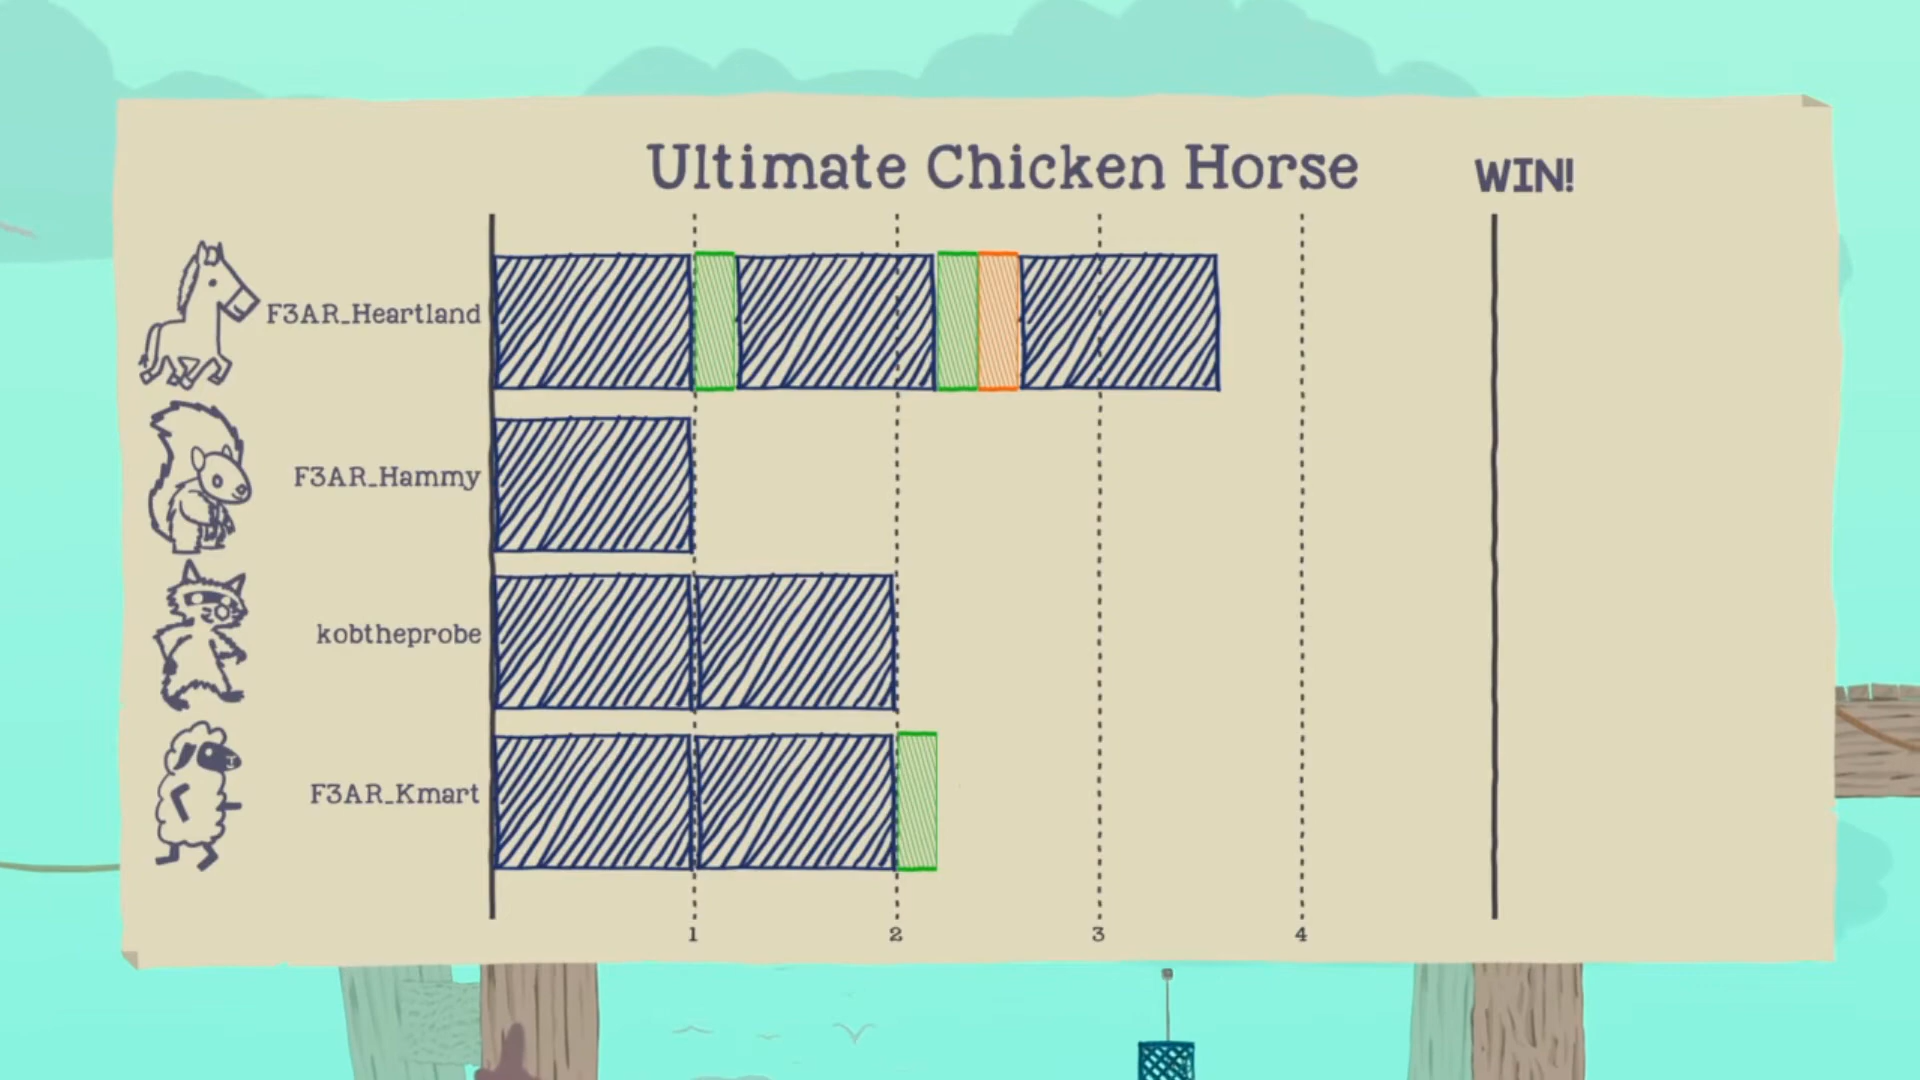 Ultimate Chicken Horse
WIN!
F3AR_Heartland
F3AR_Hammy
kobtheprobe
F3AR_Kmart
1 2 3 4